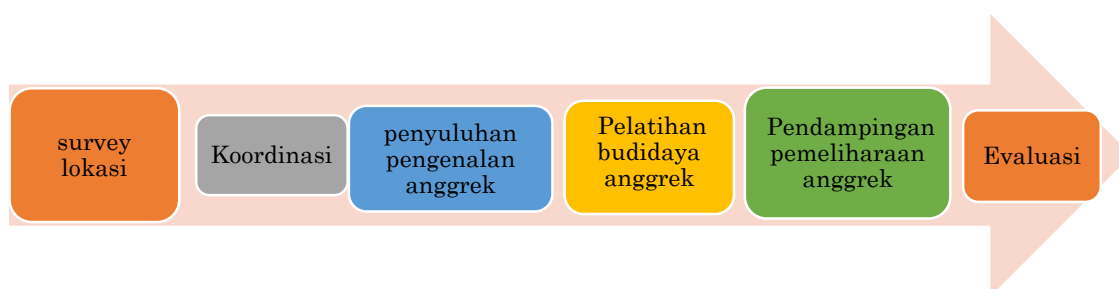 survey
lokasi
Koordinasi
penyuluhan
pengenalan
anggrek
Pelatihan
budidaya
anggrek
Pendampingan
pemeliharaan
anggrek
Evaluasi